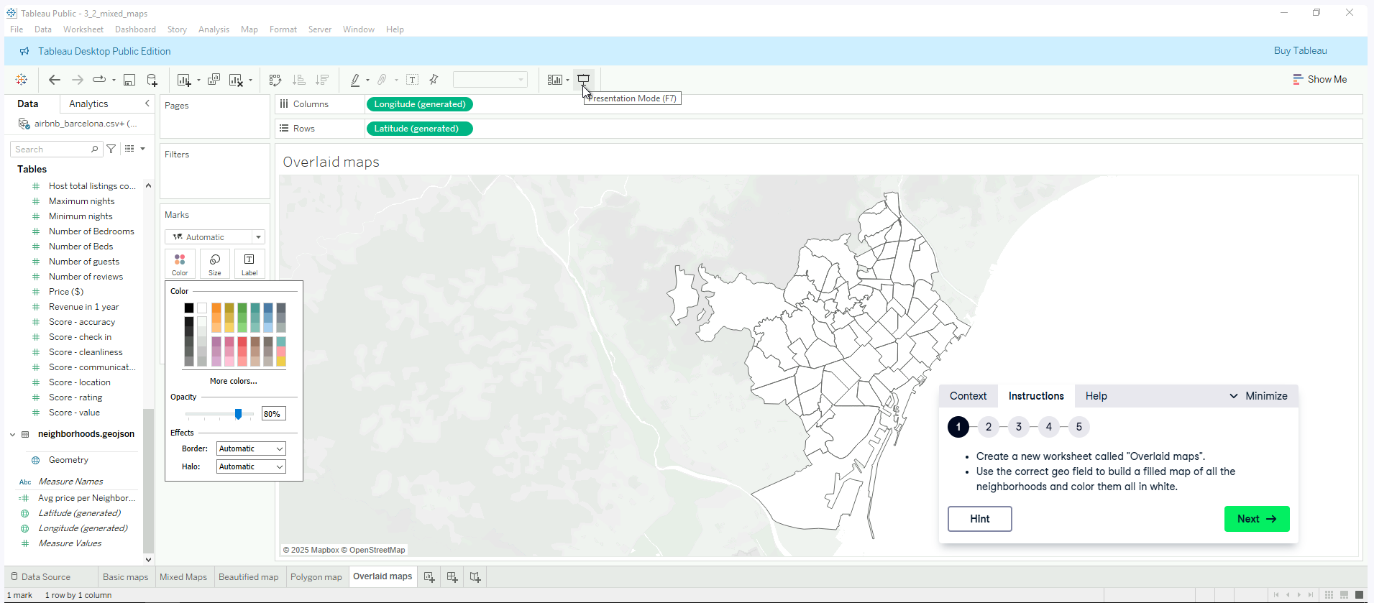 Tableau Public - 3_2_mixed_maps
File Data Worksheet Dashboard Story Analysis Map Format Server Window Help
Tableau Desktop Public Edition
Buy Tableau
Show Me
Presentation Mode (F7)
Data
Analytics
airbnb_barcelona.csv+ (...
Search
Tables
Host total listings co...
Maximum nights
Minimum nights
Number of Bedrooms
Number of Beds
Number of guests
Number of reviews
Price ($)
Revenue in 1 year
Score - accuracy
Score - check in
Score - cleanliness
Score - communicat...
Score - location
Score - rating
Score - value
neighborhoods.geojson
Geometry
Abc Measure Names
Avg price per Neighbor...
Latitude (generated)
Longitude (generated)
Measure Values
Pages
Filters
Marks
Automatic
Color Size Label
Color
More colors...
Opacity
80%
Effects
Border: Automatic
Halo: Automatic
Columns Longitude (generated)
Rows Latitude (generated)
Overlaid maps
© 2025 Mapbox © OpenStreetMap
Context Instructions Help Minimize
1 2 3 4 5
• Create a new worksheet called "Overlaid maps".
• Use the correct geo field to build a filled map of all the
neighborhoods and color them all in white.
Hint
Next →
Data Source Basic maps Mixed Maps Beautified map Polygon map Overlaid maps
1 mark 1 row by 1 column